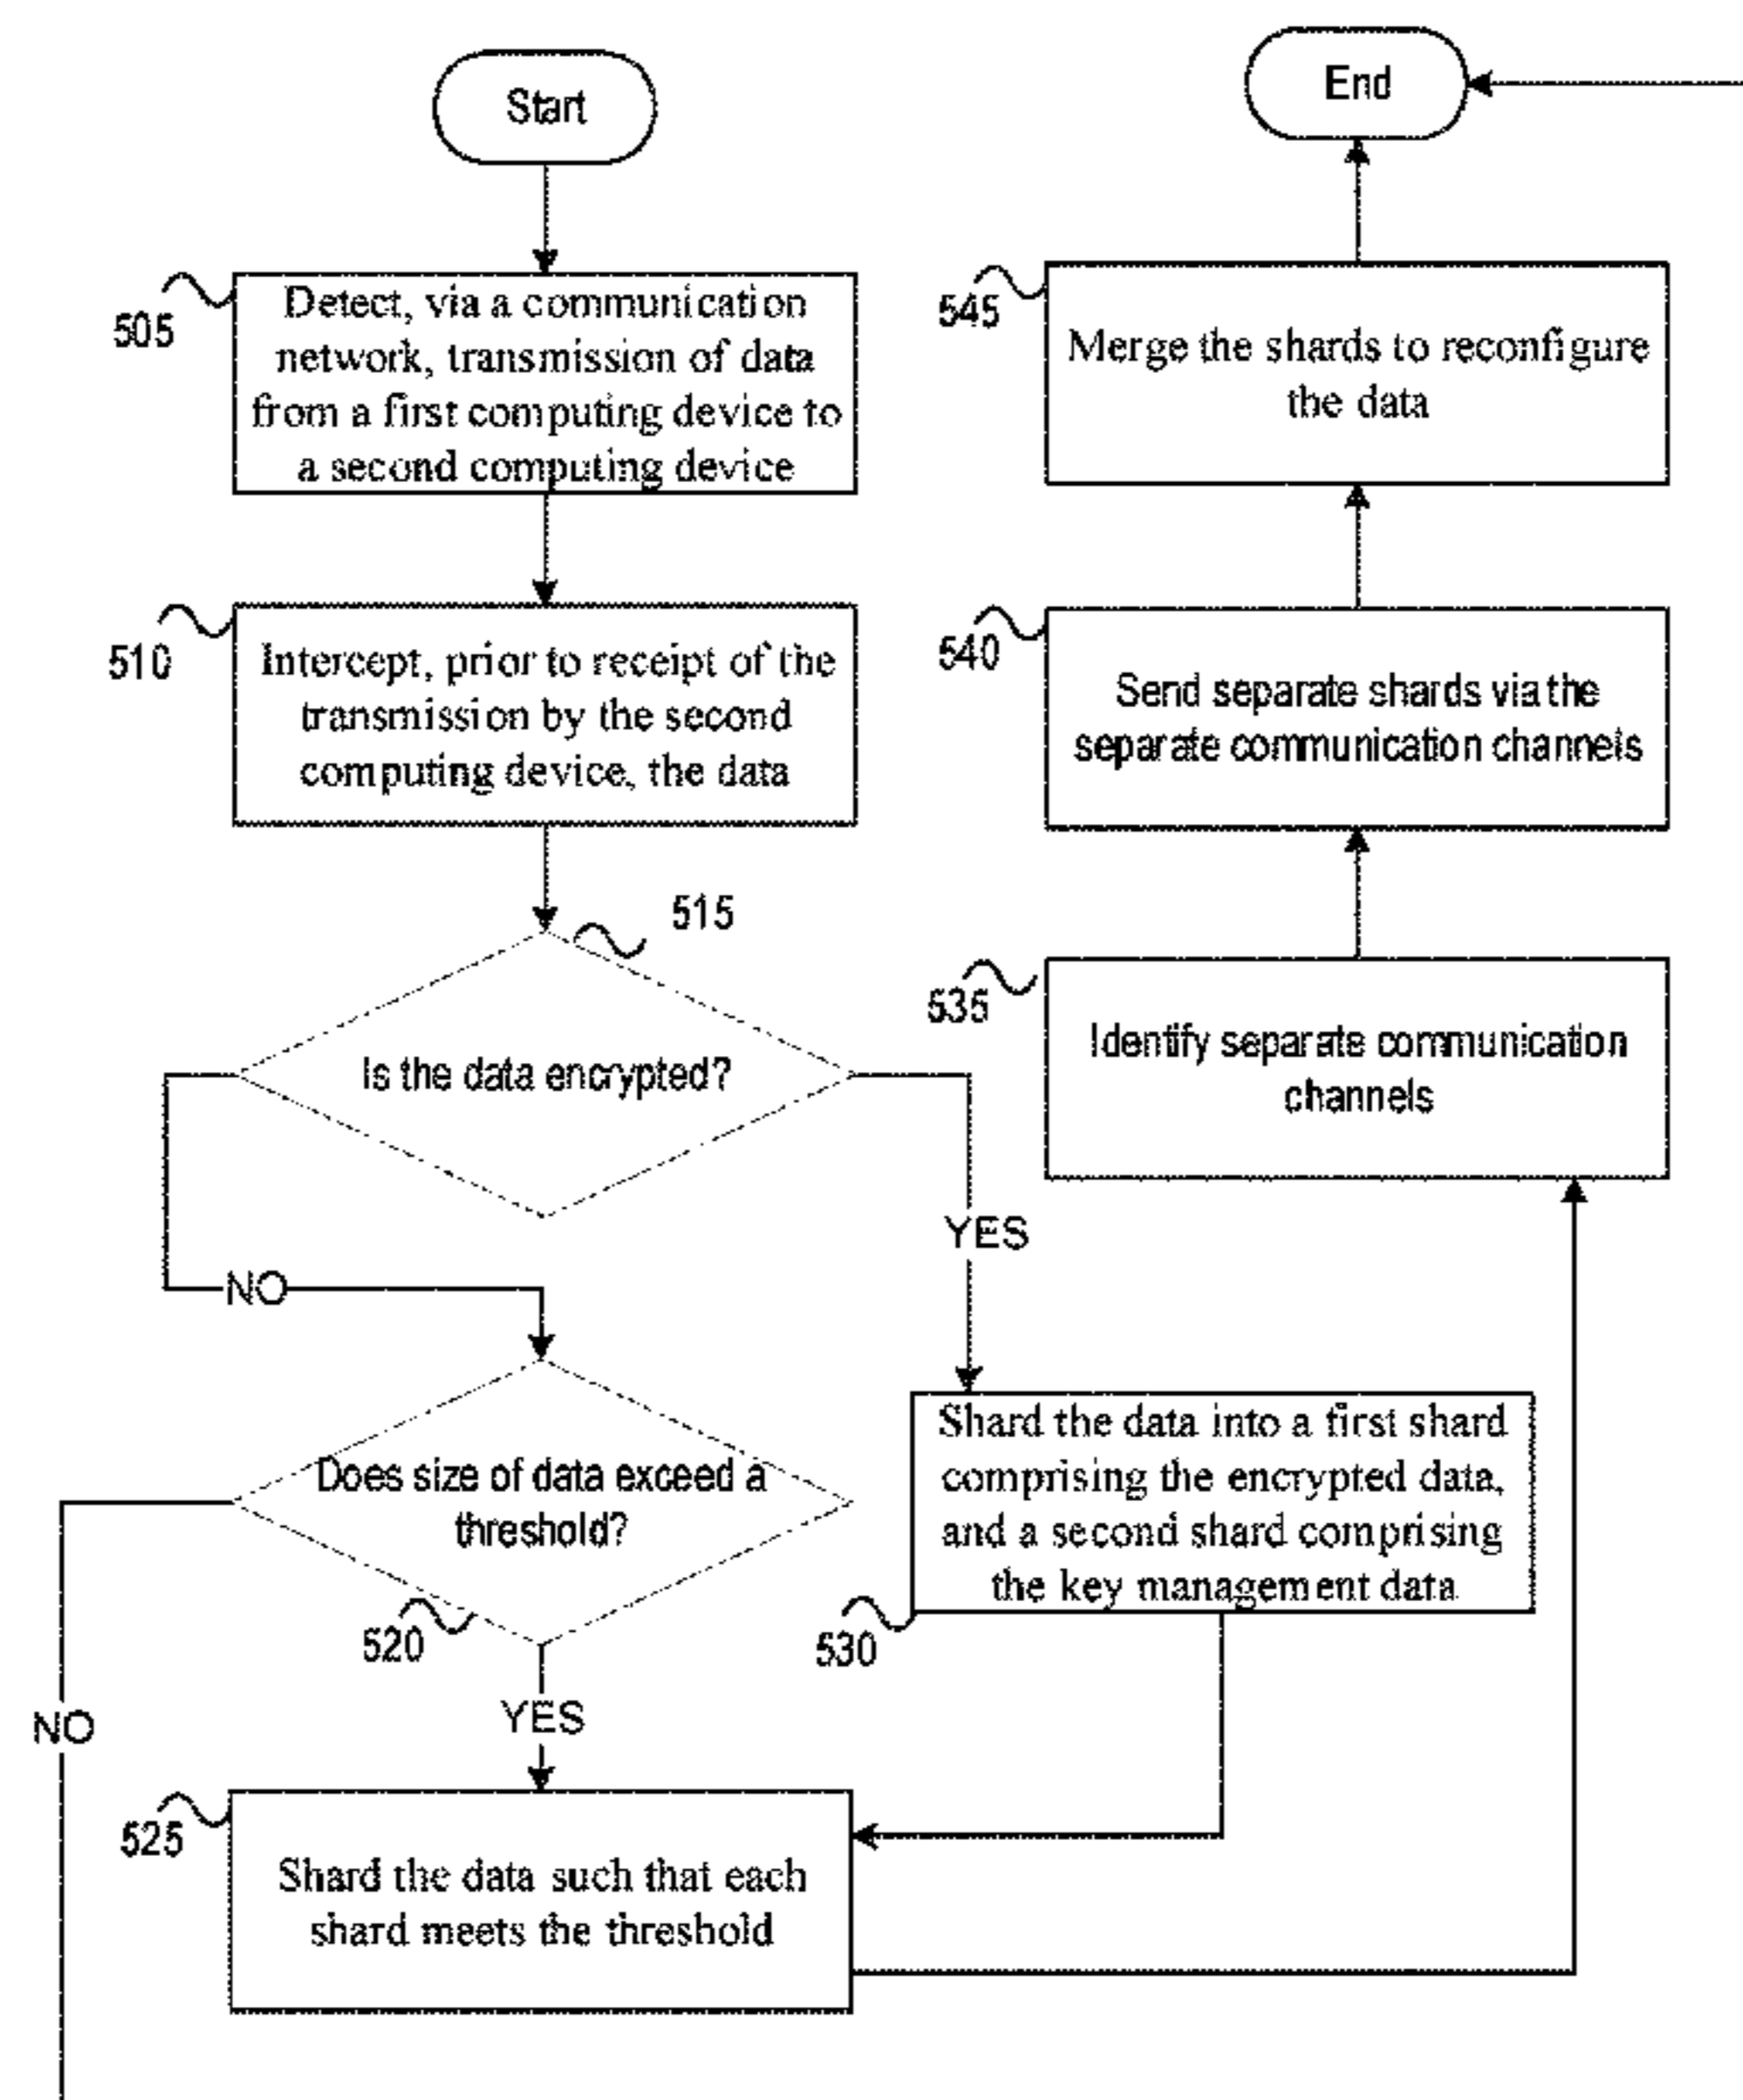 Start
505
Detect, via a communication
network, transmission of data
from a first computing device to
a second computing device
510
Intercept, prior to receipt of the
transmission by the second
computing device, the data
515
Is the data encrypted?
NO
YES
Does size of data exceed a
threshold?
520
NO
YES
525
Shard the data such that each
shard meets the threshold
Shard the data into a first shard
comprising the encrypted data,
and a second shard comprising
the key management data
530
535
Identify separate communication
channels
540
Send separate shards via the
separate communication channels
545
Merge the shards to reconfigure
the data
End